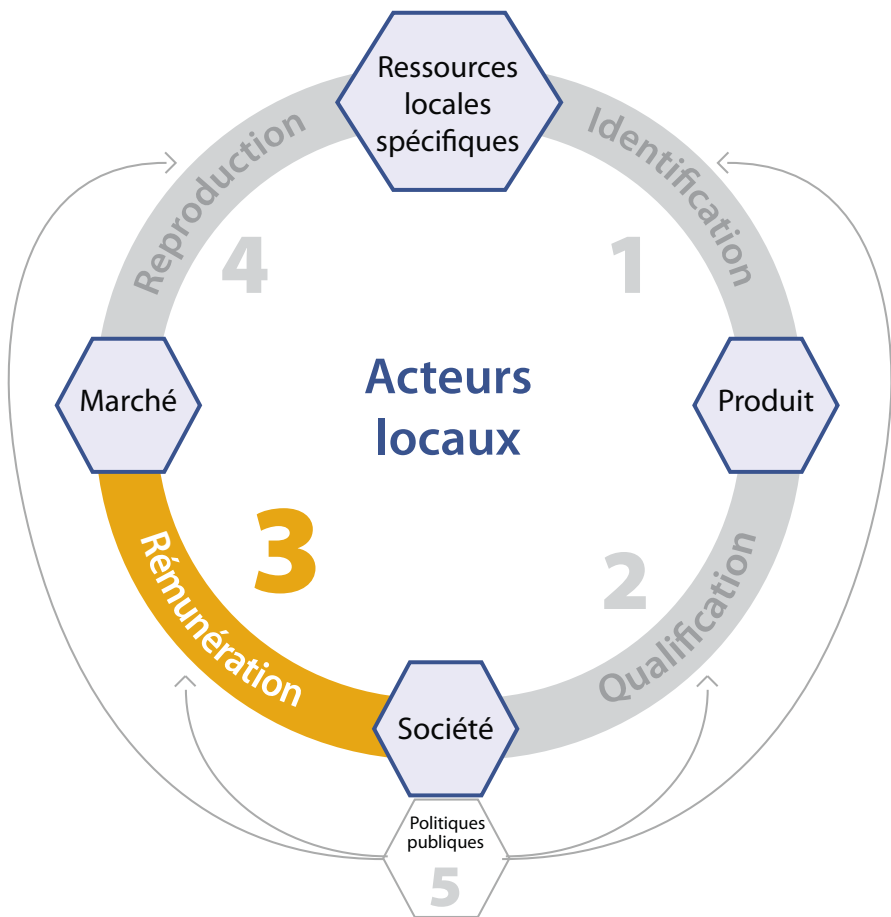 Ressources
locales
spécifiques
Identification
1
Produit
Qualification
2
Société
Rémunération
3
Marché
Reproduction
4
Acteurs
locaux
Politiques
publiques
5